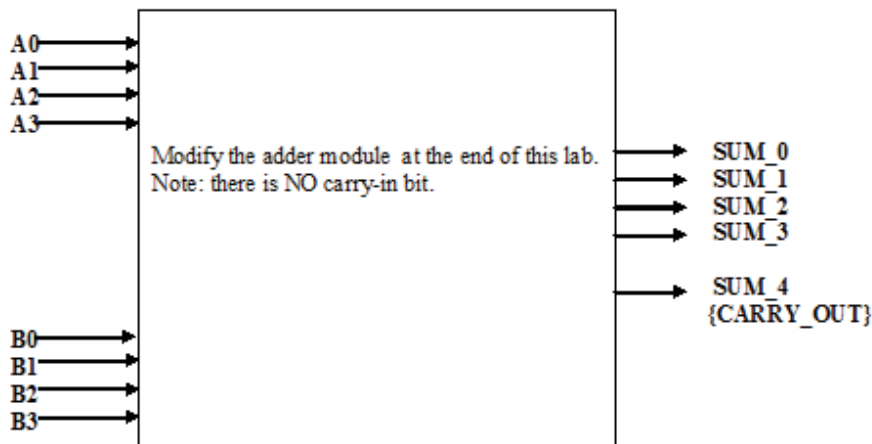 A0
A1
A2
A3
Modify the adder module at the end of this lab.
Note: there is NO carry-in bit.
SUM_0
SUM_1
SUM_2
SUM_3
SUM_4
{CARRY_OUT}
B0
B1
B2
B3